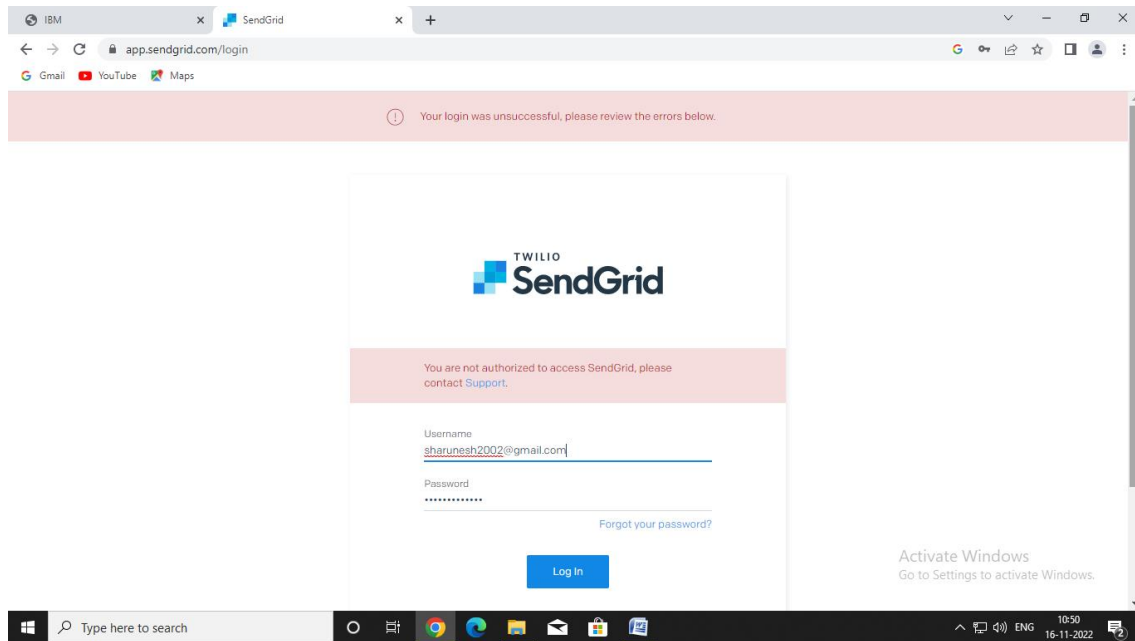 IBM
SendGrid
app.sendgrid.com/login
Gmail YouTube Maps
Your login was unsuccessful, please review the errors below.
TWILIO
SendGrid
You are not authorized to access SendGrid, please
contact Support.
Username
sharunesh2002@gmail.com
Password
Forgot your password?
Log In
Activate Windows
Go to Settings to activate Windows.
Type here to search
ENG
10:50
16-11-2022
2